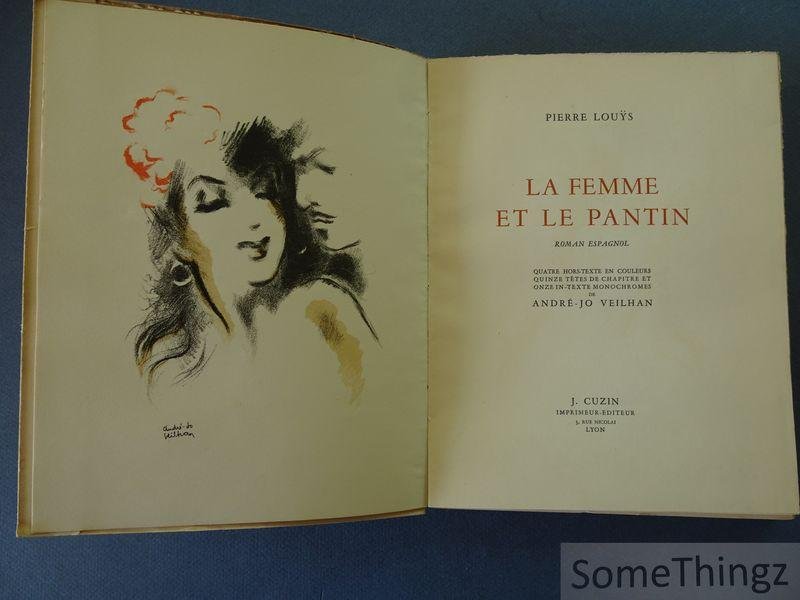 andré-jo
Veilhan
PIERRE LOUŸS
LA FEMME
ET LE PANTIN
ROMAN ESPAGNOL
QUATRE HORS-TEXTE EN COULEURS
QUINZE TÊTES DE CHAPITRE ET
ONZE IN-TEXTE MONOCHROMES
DE
ANDRÉ-JO VEILHAN
J. CUZIN
IMPRIMEUR-EDITEUR
5, RUE NICOLAI
LYON
SomeThingz